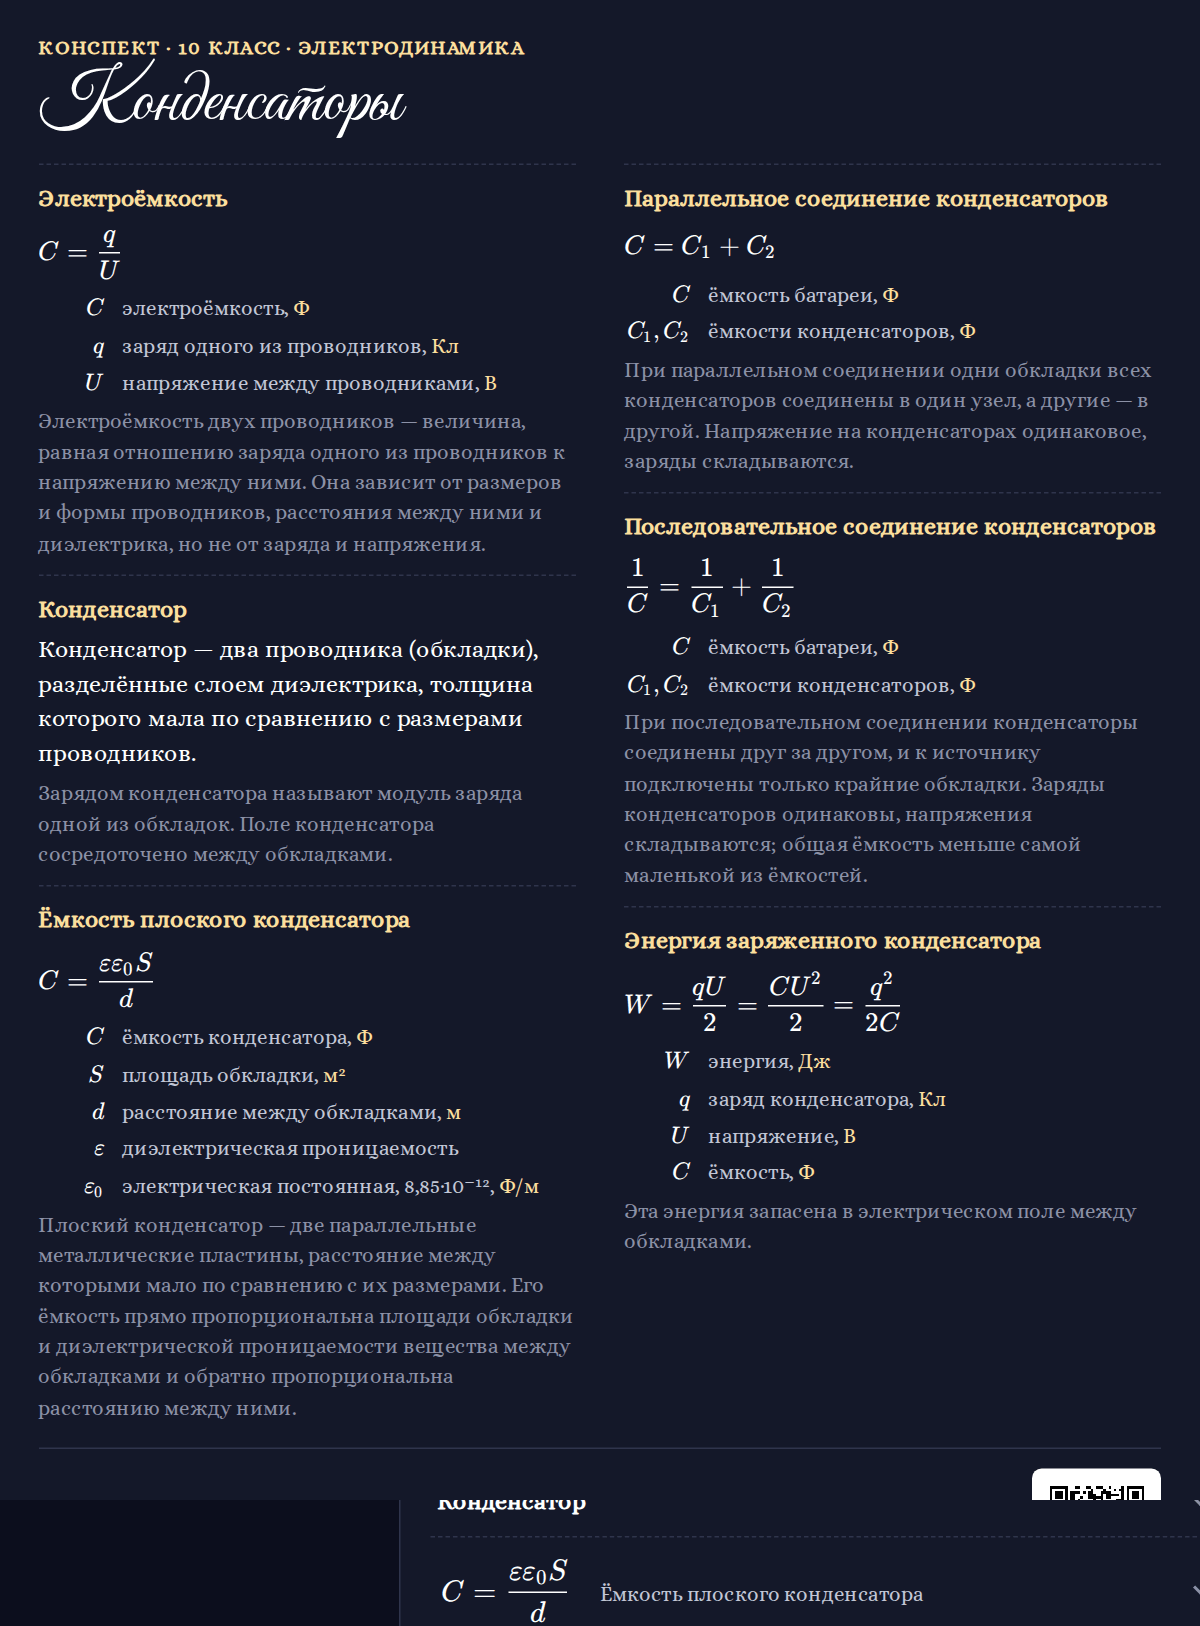 КОНСПЕКТ · 10 КЛАСС · ЭЛЕКТРОДИНАМИКА
Конденсаторы
Электроёмкость
C = q/U
C электроёмкость, Ф
q заряд одного из проводников, Кл
U напряжение между проводниками, В
Электроёмкость двух проводников — величина,
равная отношению заряда одного из проводников к
напряжению между ними. Она зависит от размеров
и формы проводников, расстояния между ними и
диэлектрика, но не от заряда и напряжения.
Конденсатор
Конденсатор — два проводника (обкладки),
разделённые слоем диэлектрика, толщина
которого мала по сравнению с размерами
проводников.
Зарядом конденсатора называют модуль заряда
одной из обкладок. Поле конденсатора
сосредоточено между обкладками.
Ёмкость плоского конденсатора
C = εε₀S/d
C ёмкость конденсатора, Ф
S площадь обкладки, м²
d расстояние между обкладками, м
ε диэлектрическая проницаемость
ε₀ электрическая постоянная, 8,85·10⁻¹², Ф/м
Плоский конденсатор — две параллельные
металлические пластины, расстояние между
которыми мало по сравнению с их размерами. Его
ёмкость прямо пропорциональна площади обкладки
и диэлектрической проницаемости вещества между
обкладками и обратно пропорциональна
расстоянию между ними.
Параллельное соединение конденсаторов
C = C₁ + C₂
C ёмкость батареи, Ф
C₁, C₂ ёмкости конденсаторов, Ф
При параллельном соединении одни обкладки всех
конденсаторов соединены в один узел, а другие — в
другой. Напряжение на конденсаторах одинаковое,
заряды складываются.
Последовательное соединение конденсаторов
1/C = 1/C₁ + 1/C₂
C ёмкость батареи, Ф
C₁, C₂ ёмкости конденсаторов, Ф
При последовательном соединении конденсаторы
соединены друг за другом, и к источнику
подключены только крайние обкладки. Заряды
конденсаторов одинаковы, напряжения
складываются; общая ёмкость меньше самой
маленькой из ёмкостей.
Энергия заряженного конденсатора
W = qU/2 = CU²/2 = q²/2C
W энергия, Дж
q заряд конденсатора, Кл
U напряжение, В
C ёмкость, Ф
Эта энергия запасена в электрическом поле между
обкладками.
Конденсатор
C = εε₀S/d Ёмкость плоского конденсатора